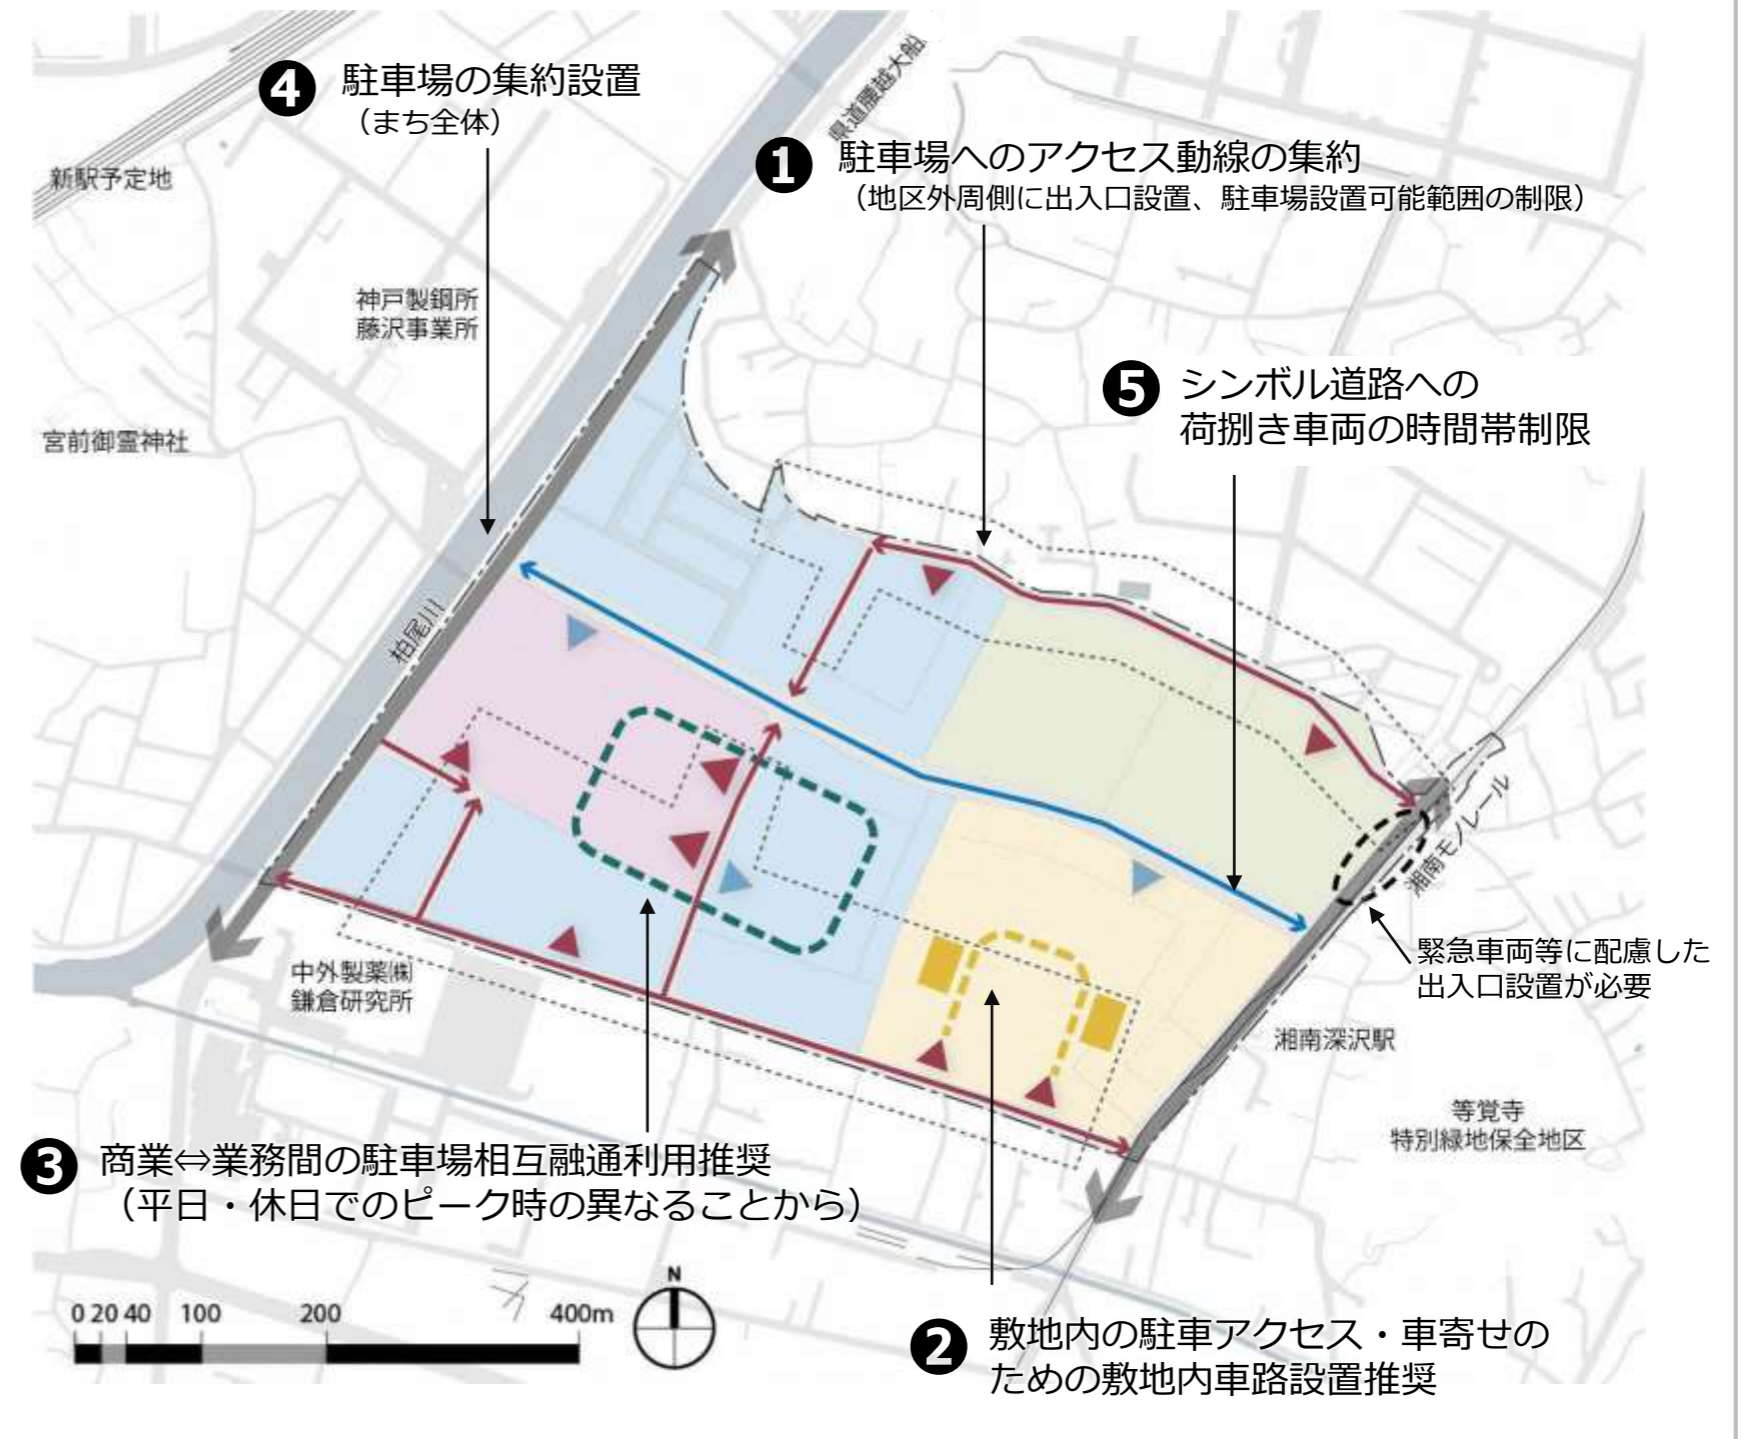 ❹ 駐車場の集約設置
（まち全体）
県道腰越大船
❶ 駐車場へのアクセス動線の集約
（地区外周側に出入口設置、駐車場設置可能範囲の制限）
新駅予定地
神戸製鋼所
藤沢事業所
❺ シンボル道路への
荷捌き車両の時間帯制限
宮前御霊神社
柏尾川
湘南モノレール
緊急車両等に配慮した
出入口設置が必要
中外製薬㈱
鎌倉研究所
湘南深沢駅
等覚寺
特別緑地保全地区
❸ 商業⇔業務間の駐車場相互融通利用推奨
（平日・休日でのピーク時の異なることから）
0 20 40 100 200 400m
N
❷ 敷地内の駐車アクセス・車寄せの
ための敷地内車路設置推奨